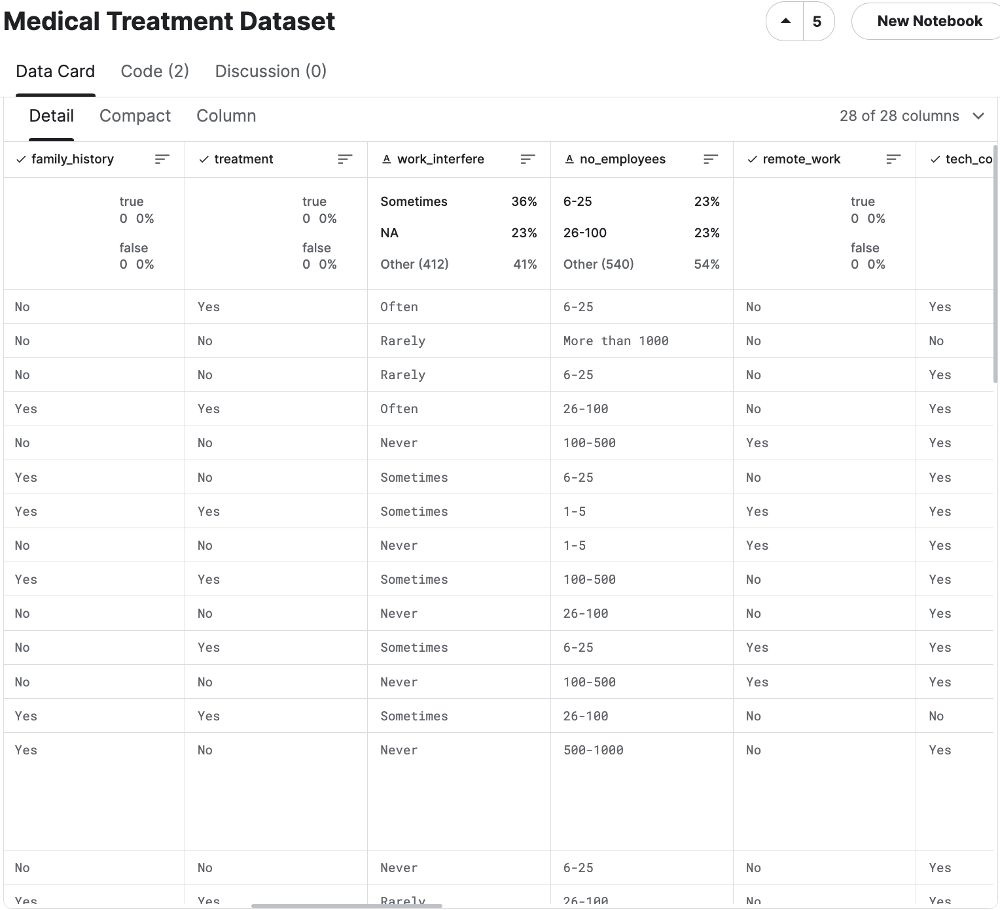 Medical Treatment Dataset
5
New Notebook
Data Card Code (2) Discussion (0)
Detail Compact Column 28 of 28 columns
family_history treatment A work_interfere A no_employees remote_work tech_co
true true Sometimes 36% 6-25 23% true
0 0% 0 0% 0 0%
NA 23% 26-100 23%
false false false
0 0% 0 0% Other (412) 41% Other (540) 54% 0 0%
No Yes Often 6-25 No Yes
No No Rarely More than 1000 No No
No No Rarely 6-25 No Yes
Yes Yes Often 26-100 No Yes
No No Never 100-500 Yes Yes
Yes No Sometimes 6-25 No Yes
Yes Yes Sometimes 1-5 Yes Yes
No No Never 1-5 Yes Yes
Yes Yes Sometimes 100-500 No Yes
No No Never 26-100 No Yes
No Yes Sometimes 6-25 Yes Yes
No No Never 100-500 Yes Yes
Yes Yes Sometimes 26-100 No No
Yes No Never 500-1000 No Yes
No No Never 6-25 No Yes
Yes Yes Rarely 26-100 No Yes